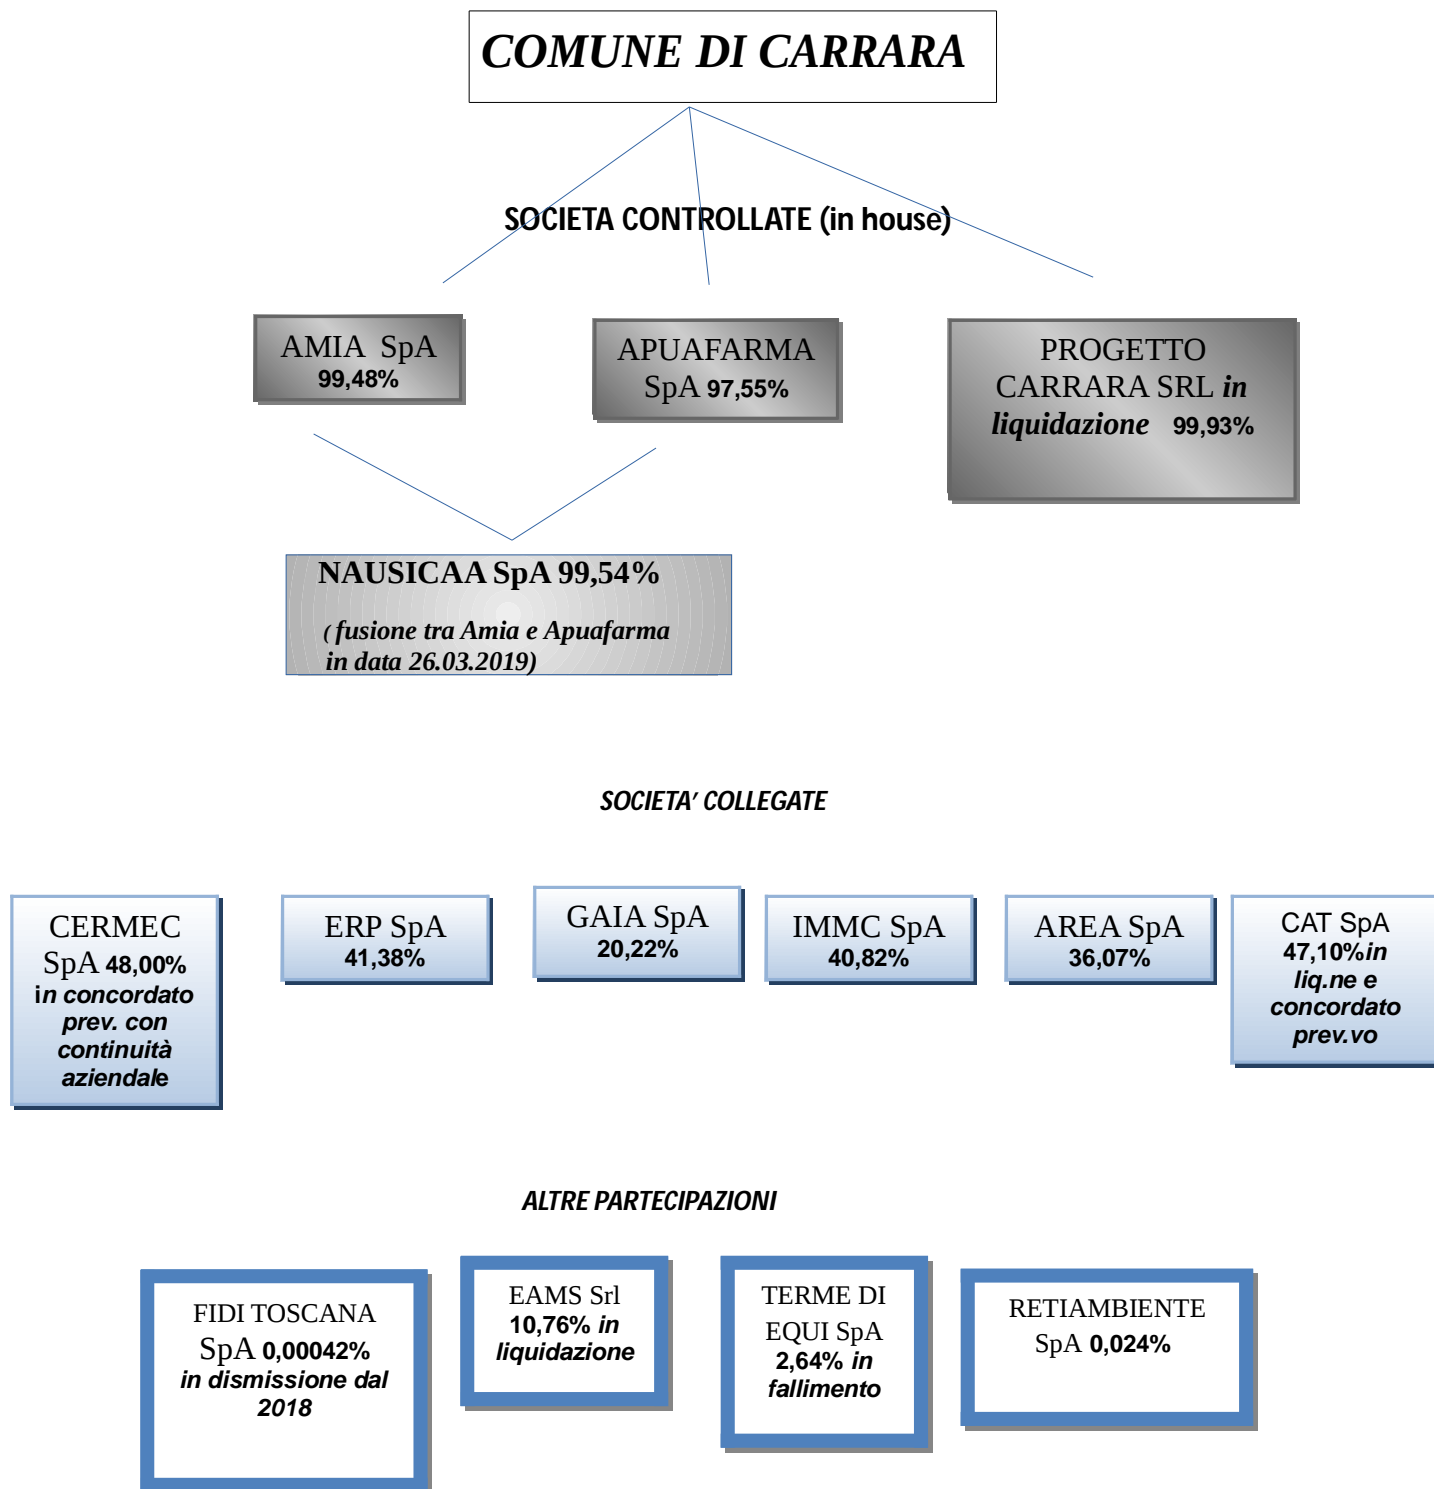 COMUNE DI CARRARA
SOCIETA CONTROLLATE (in house)
AMIA SpA
99,48%
APUAFARMA
SpA 97,55%
PROGETTO
CARRARA SRL in
liquidazione 99,93%
NAUSICAA SpA 99,54%
( fusione tra Amia e Apuafarma
in data 26.03.2019)
SOCIETA’ COLLEGATE
CERMEC
SpA 48,00%
in concordato
prev. con
continuità
aziendale
ERP SpA
41,38%
GAIA SpA
20,22%
IMMC SpA
40,82%
AREA SpA
36,07%
CAT SpA
47,10%in
liq.ne e
concordato
prev.vo
ALTRE PARTECIPAZIONI
FIDI TOSCANA
SpA 0,00042%
in dismissione dal
2018
EAMS Srl
10,76% in
liquidazione
TERME DI
EQUI SpA
2,64% in
fallimento
RETIAMBIENTE
SpA 0,024%